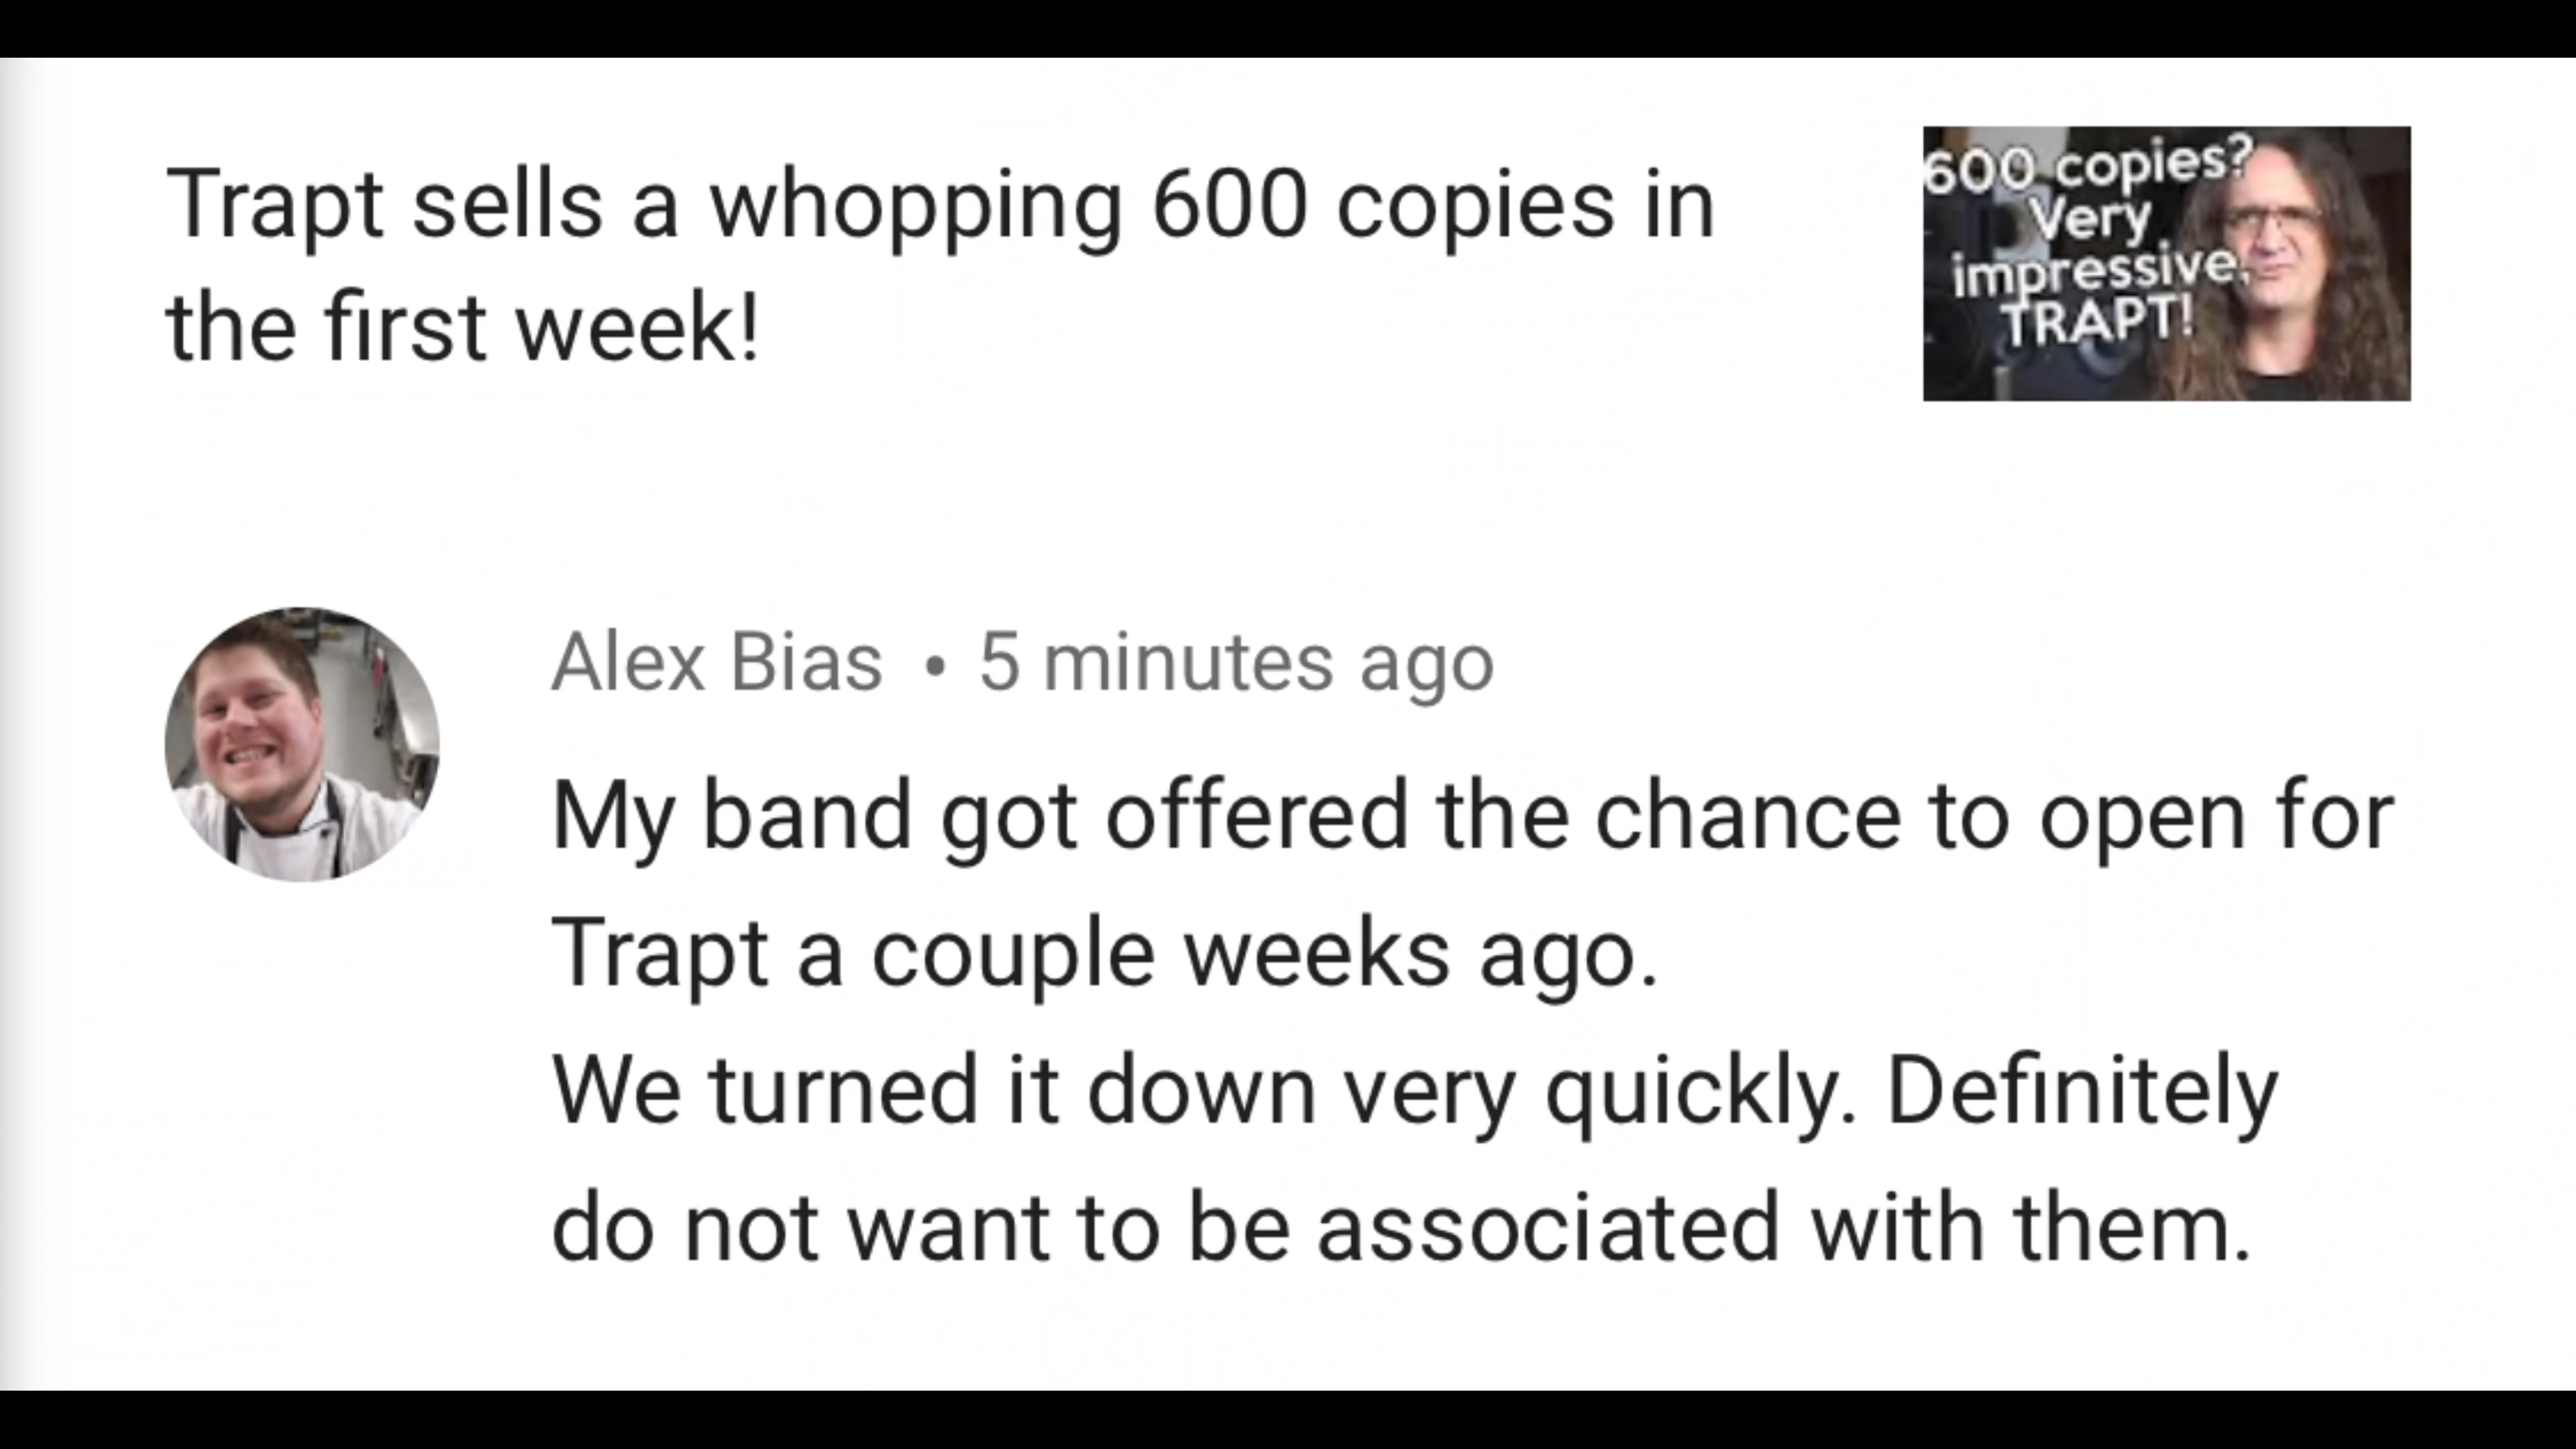 Trapt sells a whopping 600 copies in
the first week!
600 copies?
Very
impressive,
TRAPT!
Alex Bias • 5 minutes ago
My band got offered the chance to open for
Trapt a couple weeks ago.
We turned it down very quickly. Definitely
do not want to be associated with them.